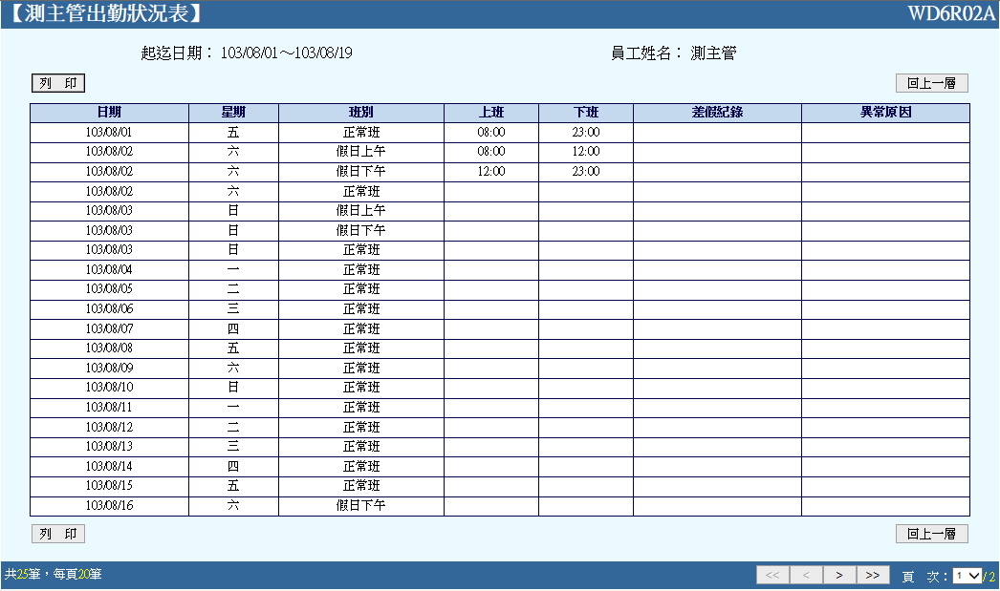 【測主管出勤狀況表】 WD6R02A
起迄日期： 103/08/01～103/08/19 員工姓名： 測主管
列 印 回上一層
日期 星期 班別 上班 下班 差假紀錄 異常原因
103/08/01 五 正常班 08:00 23:00
103/08/02 六 假日上午 08:00 12:00
103/08/02 六 假日下午 12:00 23:00
103/08/02 六 正常班
103/08/03 日 假日上午
103/08/03 日 假日下午
103/08/03 日 正常班
103/08/04 一 正常班
103/08/05 二 正常班
103/08/06 三 正常班
103/08/07 四 正常班
103/08/08 五 正常班
103/08/09 六 正常班
103/08/10 日 正常班
103/08/11 一 正常班
103/08/12 二 正常班
103/08/13 三 正常班
103/08/14 四 正常班
103/08/15 五 正常班
103/08/16 六 假日下午
列 印 回上一層
共25筆，每頁20筆 << < > >> 頁 次： 1 / 2